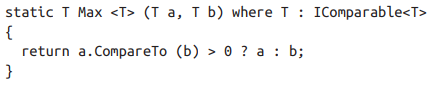 static T Max <T> (T a, T b) where T : IComparable<T>
{
  return a.CompareTo (b) > 0 ? a : b;
}